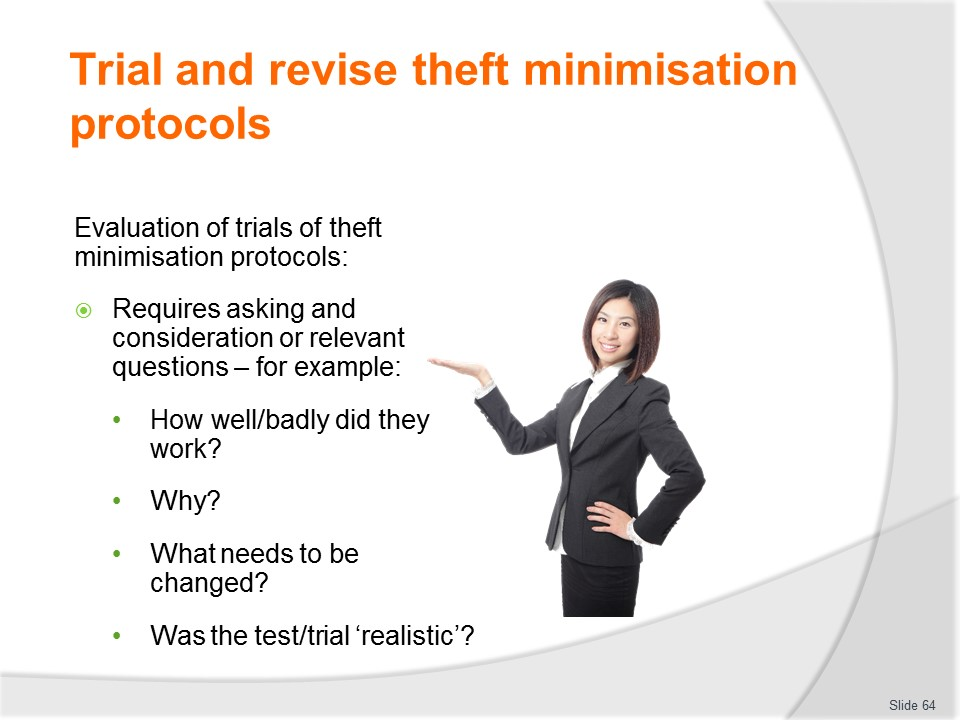 Trial and revise theft minimisation
protocols
Evaluation of trials of theft
minimisation protocols:
Requires asking and
consideration or relevant
questions – for example:
• How well/badly did they
work?
• Why?
• What needs to be
changed?
• Was the test/trial ‘realistic’?
Slide 64